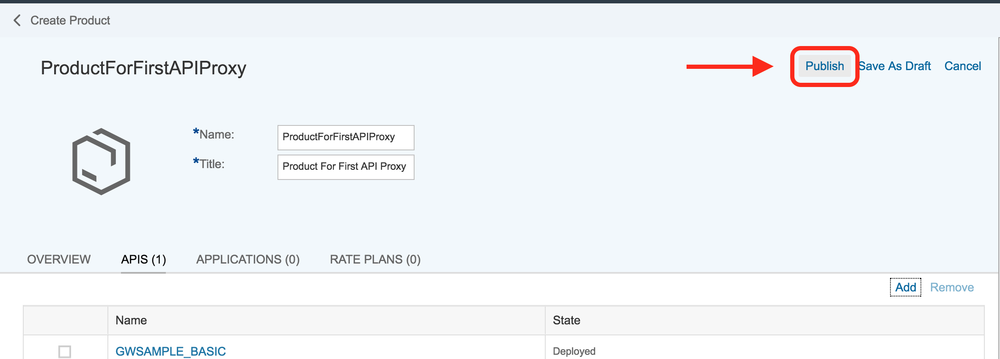 Create Product
ProductForFirstAPIProxy
Publish Save As Draft Cancel
*Name: ProductForFirstAPIProxy
*Title: Product For First API Proxy
OVERVIEW APIS (1) APPLICATIONS (0) RATE PLANS (0)
Add Remove
Name State
GWSAMPLE_BASIC Deployed